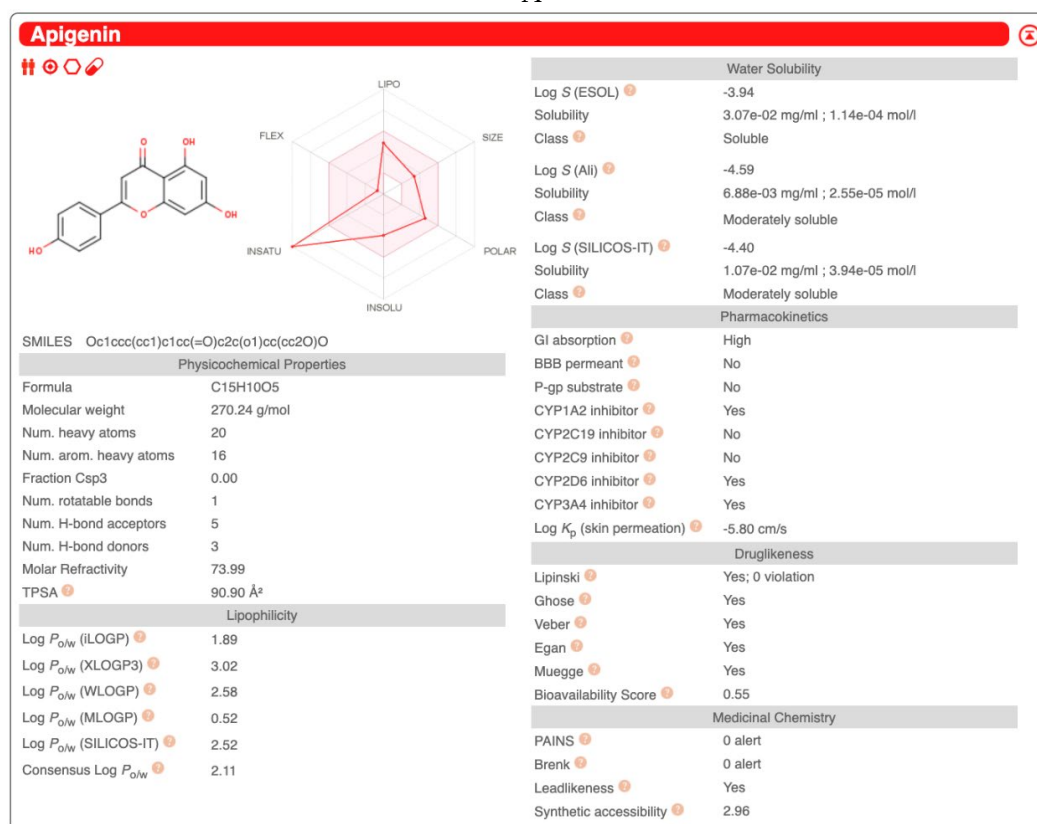 Apigenin
LIPO
FLEX
SIZE
INSATU
POLAR
INSOLU
O
OH
O
OH
HO
SMILES Oc1ccc(cc1)c1cc(=O)c2c(o1)cc(cc2O)O
Physicochemical Properties
Formula C15H10O5
Molecular weight 270.24 g/mol
Num. heavy atoms 20
Num. arom. heavy atoms 16
Fraction Csp3 0.00
Num. rotatable bonds 1
Num. H-bond acceptors 5
Num. H-bond donors 3
Molar Refractivity 73.99
TPSA ? 90.90 Å²
Lipophilicity
Log Po/w (iLOGP) ? 1.89
Log Po/w (XLOGP3) ? 3.02
Log Po/w (WLOGP) ? 2.58
Log Po/w (MLOGP) ? 0.52
Log Po/w (SILICOS-IT) ? 2.52
Consensus Log Po/w ? 2.11
Water Solubility
Log S (ESOL) ? -3.94
Solubility 3.07e-02 mg/ml ; 1.14e-04 mol/l
Class ? Soluble
Log S (Ali) ? -4.59
Solubility 6.88e-03 mg/ml ; 2.55e-05 mol/l
Class ? Moderately soluble
Log S (SILICOS-IT) ? -4.40
Solubility 1.07e-02 mg/ml ; 3.94e-05 mol/l
Class ? Moderately soluble
Pharmacokinetics
GI absorption ? High
BBB permeant ? No
P-gp substrate ? No
CYP1A2 inhibitor ? Yes
CYP2C19 inhibitor ? No
CYP2C9 inhibitor ? No
CYP2D6 inhibitor ? Yes
CYP3A4 inhibitor ? Yes
Log Kp (skin permeation) ? -5.80 cm/s
Druglikeness
Lipinski ? Yes; 0 violation
Ghose ? Yes
Veber ? Yes
Egan ? Yes
Muegge ? Yes
Bioavailability Score ? 0.55
Medicinal Chemistry
PAINS ? 0 alert
Brenk ? 0 alert
Leadlikeness ? Yes
Synthetic accessibility ? 2.96